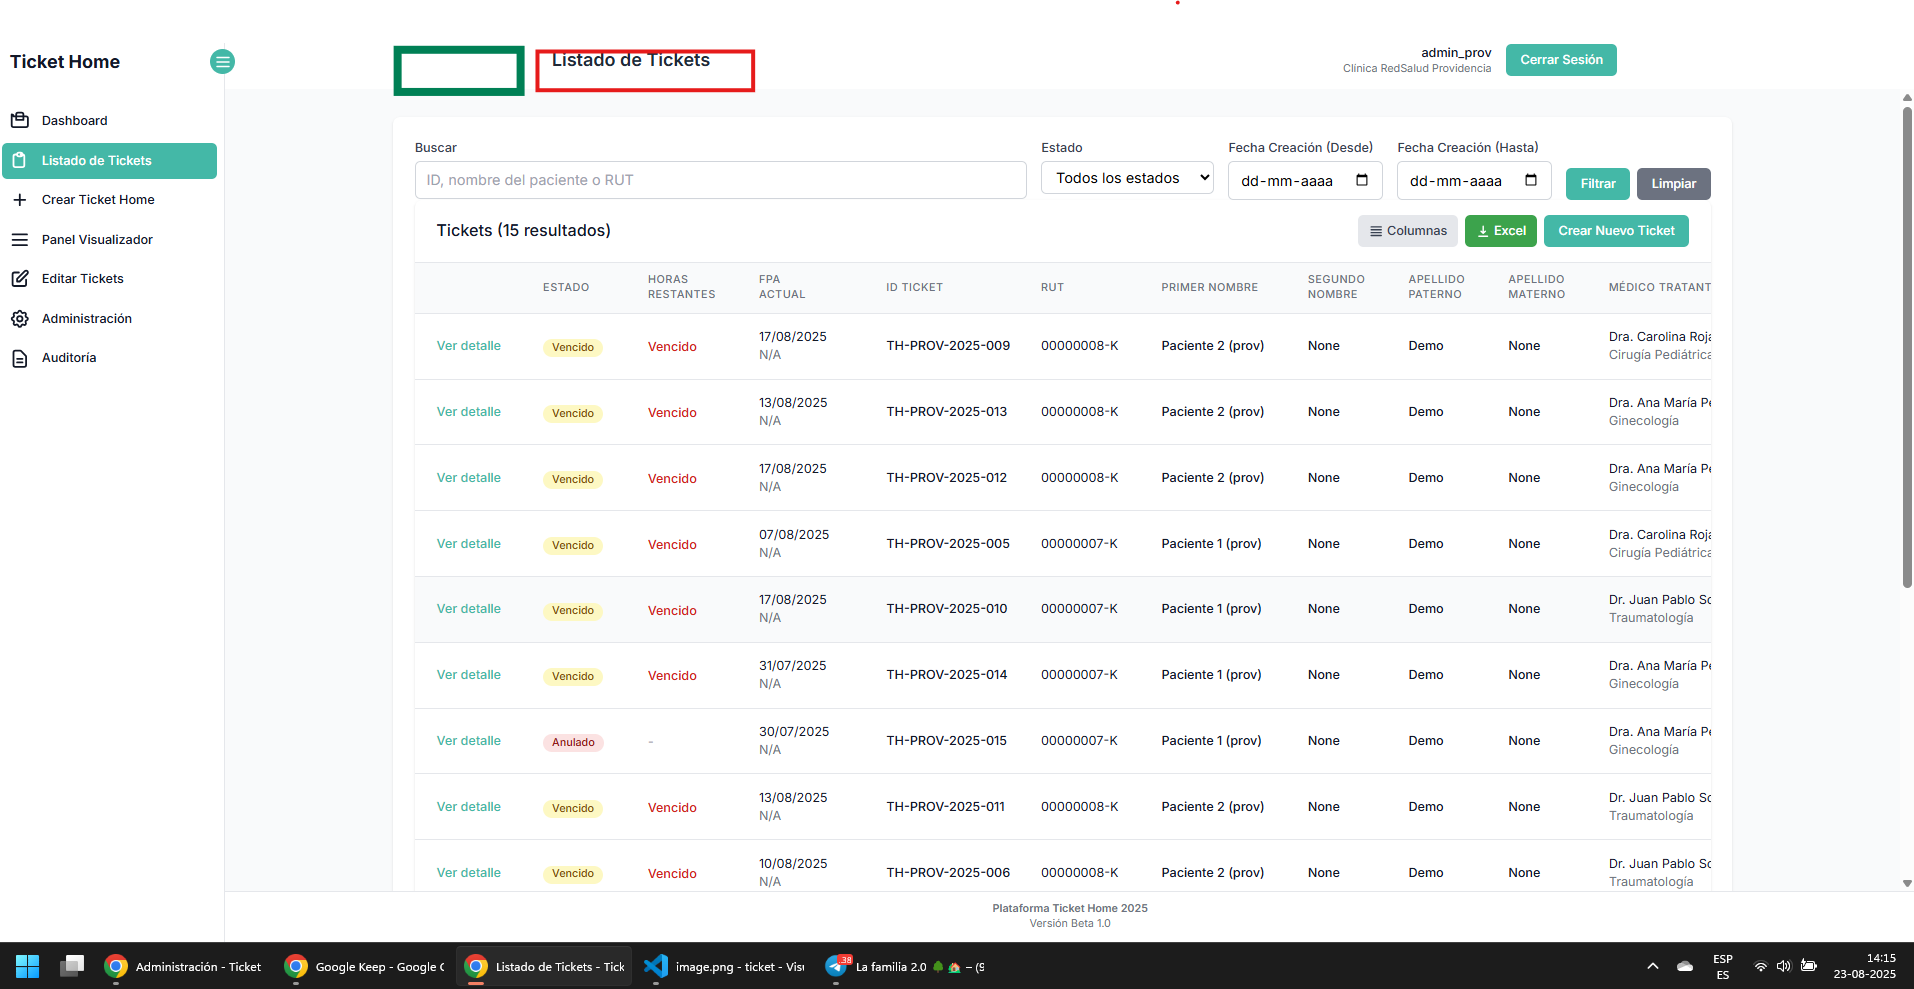 Ticket Home
Listado de Tickets
admin_prov
Clínica RedSalud Providencia
Cerrar Sesión
Dashboard
Listado de Tickets
Crear Ticket Home
Panel Visualizador
Editar Tickets
Administración
Auditoría
Buscar
ID, nombre del paciente o RUT
Estado
Todos los estados
Fecha Creación (Desde)
dd-mm-aaaa
Fecha Creación (Hasta)
dd-mm-aaaa
Filtrar
Limpiar
Tickets (15 resultados)
Columnas
Excel
Crear Nuevo Ticket
ESTADO HORAS RESTANTES FPA ACTUAL ID TICKET RUT PRIMER NOMBRE SEGUNDO NOMBRE APELLIDO PATERNO APELLIDO MATERNO MÉDICO TRATANT
Ver detalle Vencido Vencido 17/08/2025 TH-PROV-2025-009 00000008-K Paciente 2 (prov) None Demo None Dra. Carolina Roja
N/A Cirugía Pediátrica
Ver detalle Vencido Vencido 13/08/2025 TH-PROV-2025-013 00000008-K Paciente 2 (prov) None Demo None Dra. Ana María Pe
N/A Ginecología
Ver detalle Vencido Vencido 17/08/2025 TH-PROV-2025-012 00000008-K Paciente 2 (prov) None Demo None Dra. Ana María Pe
N/A Ginecología
Ver detalle Vencido Vencido 07/08/2025 TH-PROV-2025-005 00000007-K Paciente 1 (prov) None Demo None Dra. Carolina Roja
N/A Cirugía Pediátrica
Ver detalle Vencido Vencido 17/08/2025 TH-PROV-2025-010 00000007-K Paciente 1 (prov) None Demo None Dr. Juan Pablo So
N/A Traumatología
Ver detalle Vencido Vencido 31/07/2025 TH-PROV-2025-014 00000007-K Paciente 1 (prov) None Demo None Dra. Ana María Pe
N/A Ginecología
Ver detalle Anulado - 30/07/2025 TH-PROV-2025-015 00000007-K Paciente 1 (prov) None Demo None Dra. Ana María Pe
N/A Ginecología
Ver detalle Vencido Vencido 13/08/2025 TH-PROV-2025-011 00000008-K Paciente 2 (prov) None Demo None Dr. Juan Pablo So
N/A Traumatología
Ver detalle Vencido Vencido 10/08/2025 TH-PROV-2025-006 00000008-K Paciente 2 (prov) None Demo None Dr. Juan Pablo So
N/A Traumatología
Plataforma Ticket Home 2025
Versión Beta 1.0
Administración - Ticket
Google Keep - Google C
Listado de Tickets - Tick
image.png - ticket - Visu
38
La familia 2.0 🌳🏠 – (9
ESP
ES
14:15
23-08-2025